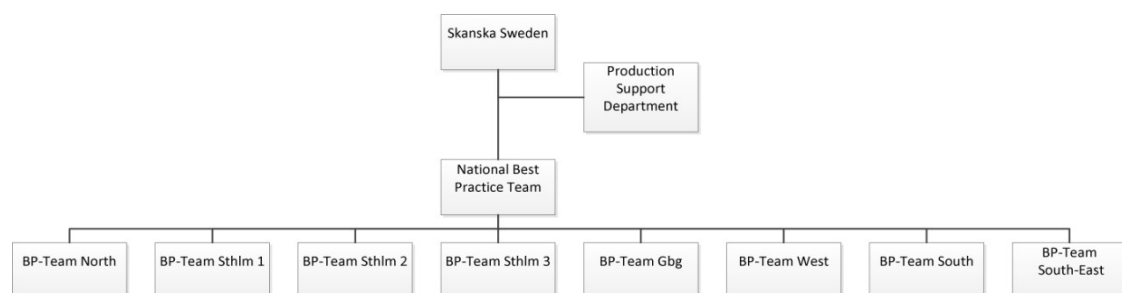 Skanska Sweden
Production
Support
Department
National Best
Practice Team
BP-Team North
BP-Team Sthlm 1
BP-Team Sthlm 2
BP-Team Sthlm 3
BP-Team Gbg
BP-Team West
BP-Team South
BP-Team
South-East